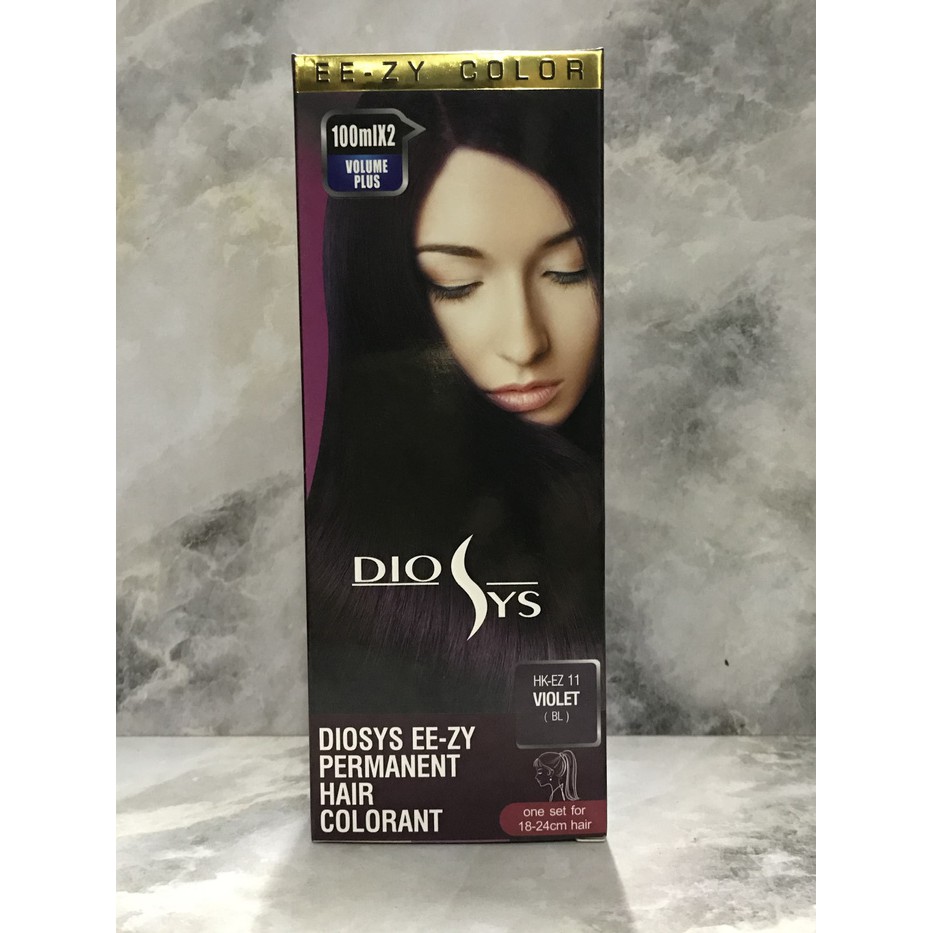 EE-ZY COLOR
100mlX2
VOLUME
PLUS
DIOSYS
HK-EZ 11
VIOLET
( BL )
DIOSYS EE-ZY
PERMANENT
HAIR
COLORANT
one set for
18-24cm hair